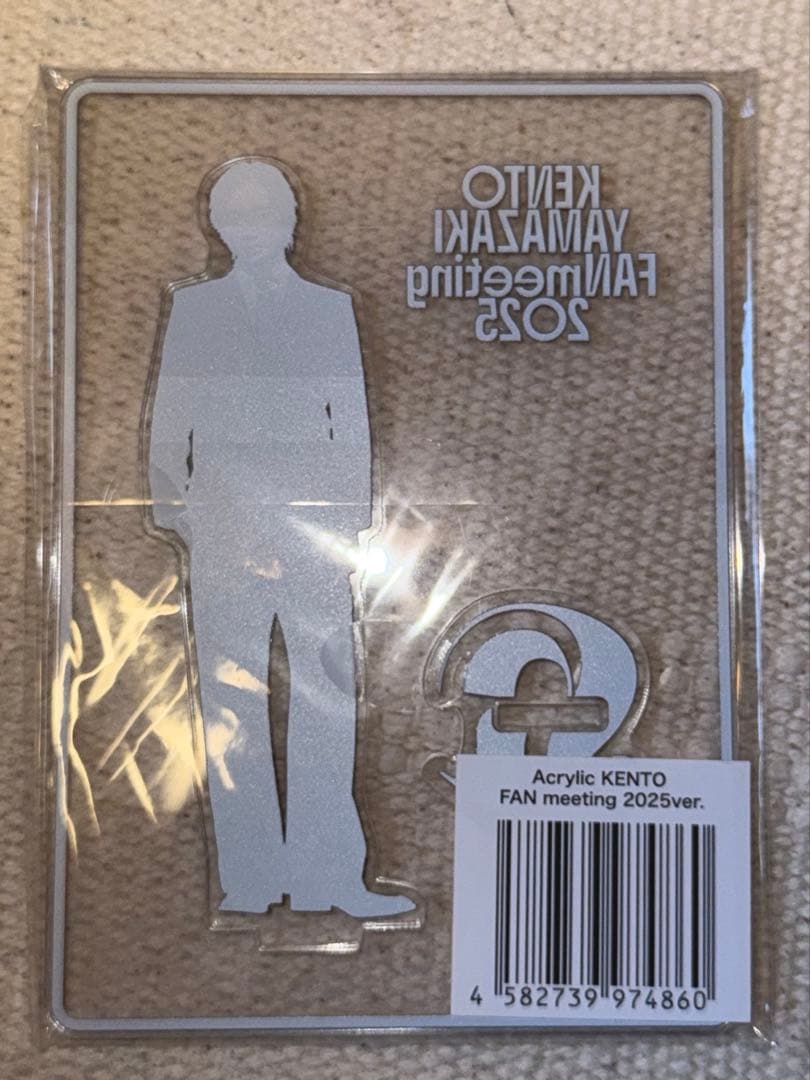 KENTO
YAMAZAKI
FANmeeting
2025
Acrylic KENTO
FAN meeting 2025ver.
4 582739 974860